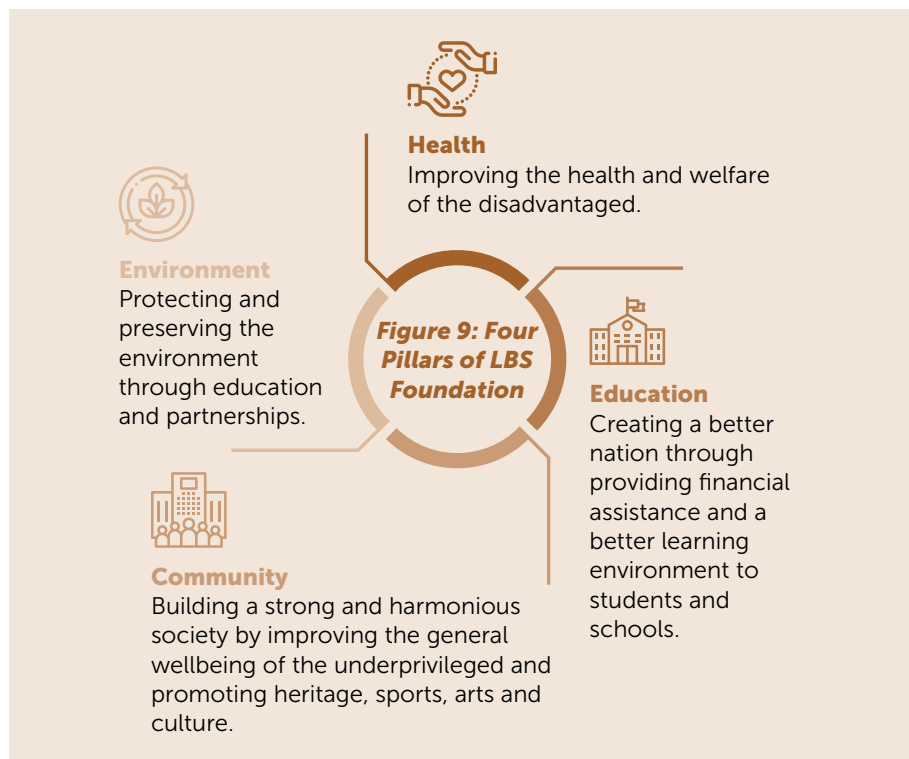 Health
Improving the health and welfare
of the disadvantaged.
Environment
Protecting and
preserving the
environment
through education
and partnerships.
Figure 9: Four
Pillars of LBS
Foundation
Education
Creating a better
nation through
providing financial
assistance and a
better learning
environment to
students and
schools.
Community
Building a strong and harmonious
society by improving the general
wellbeing of the underprivileged and
promoting heritage, sports, arts and
culture.